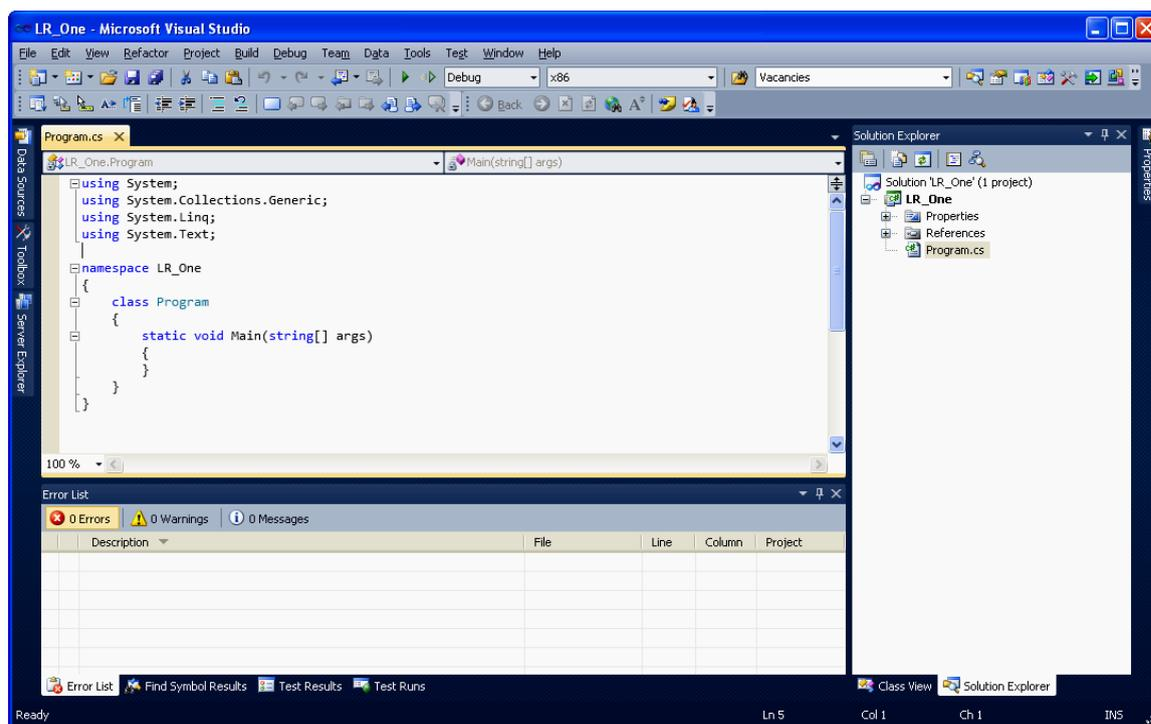 LR_One - Microsoft Visual Studio
File Edit View Refactor Project Build Debug Team Data Tools Test Window Help
Debug x86 Vacancies
Back
Program.cs
LR_One.Program Main(string[] args)
using System;
using System.Collections.Generic;
using System.Linq;
using System.Text;
namespace LR_One
{
class Program
{
static void Main(string[] args)
{
}
}
}
100 %
Data Sources
Toolbox
Server Explorer
Solution Explorer
Solution 'LR_One' (1 project)
LR_One
Properties
References
Program.cs
Properties
Error List
0 Errors 0 Warnings 0 Messages
Description File Line Column Project
Error List Find Symbol Results Test Results Test Runs
Class View Solution Explorer
Ready Ln 5 Col 1 Ch 1 INS